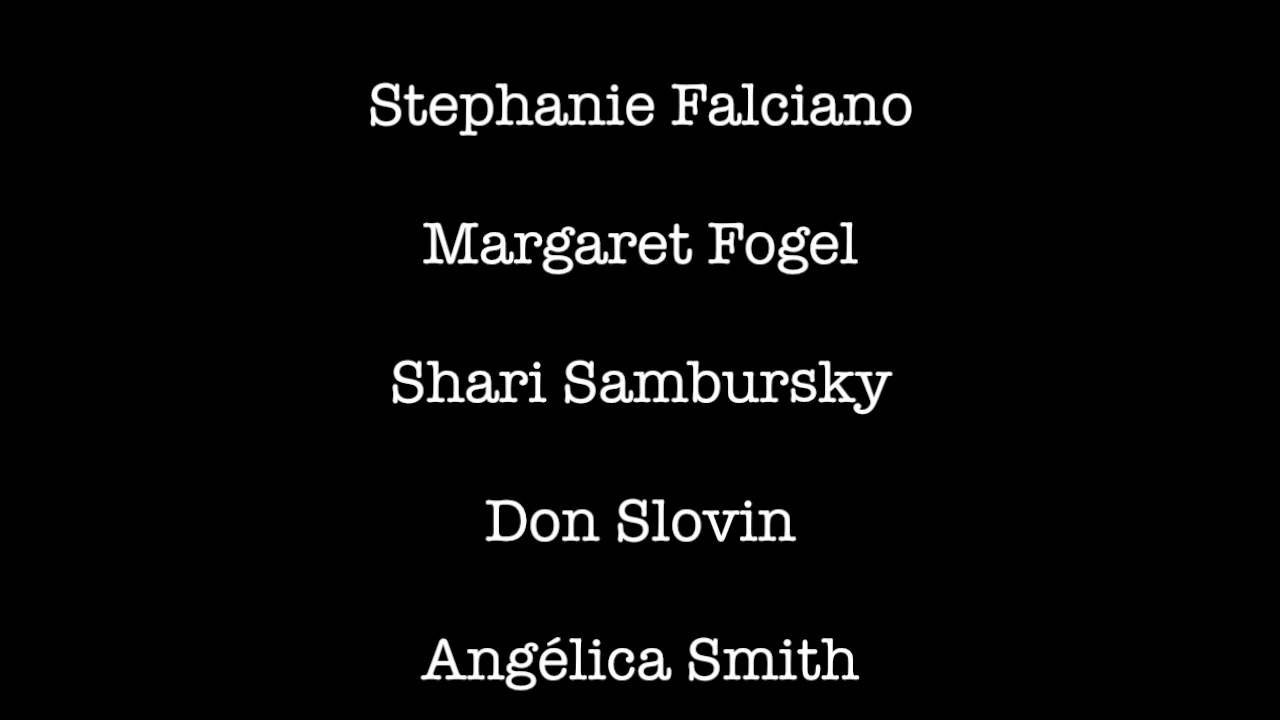 Stephanie Falciano
Margaret Fogel
Shari Sambursky
Don Slovin
Angélica Smith